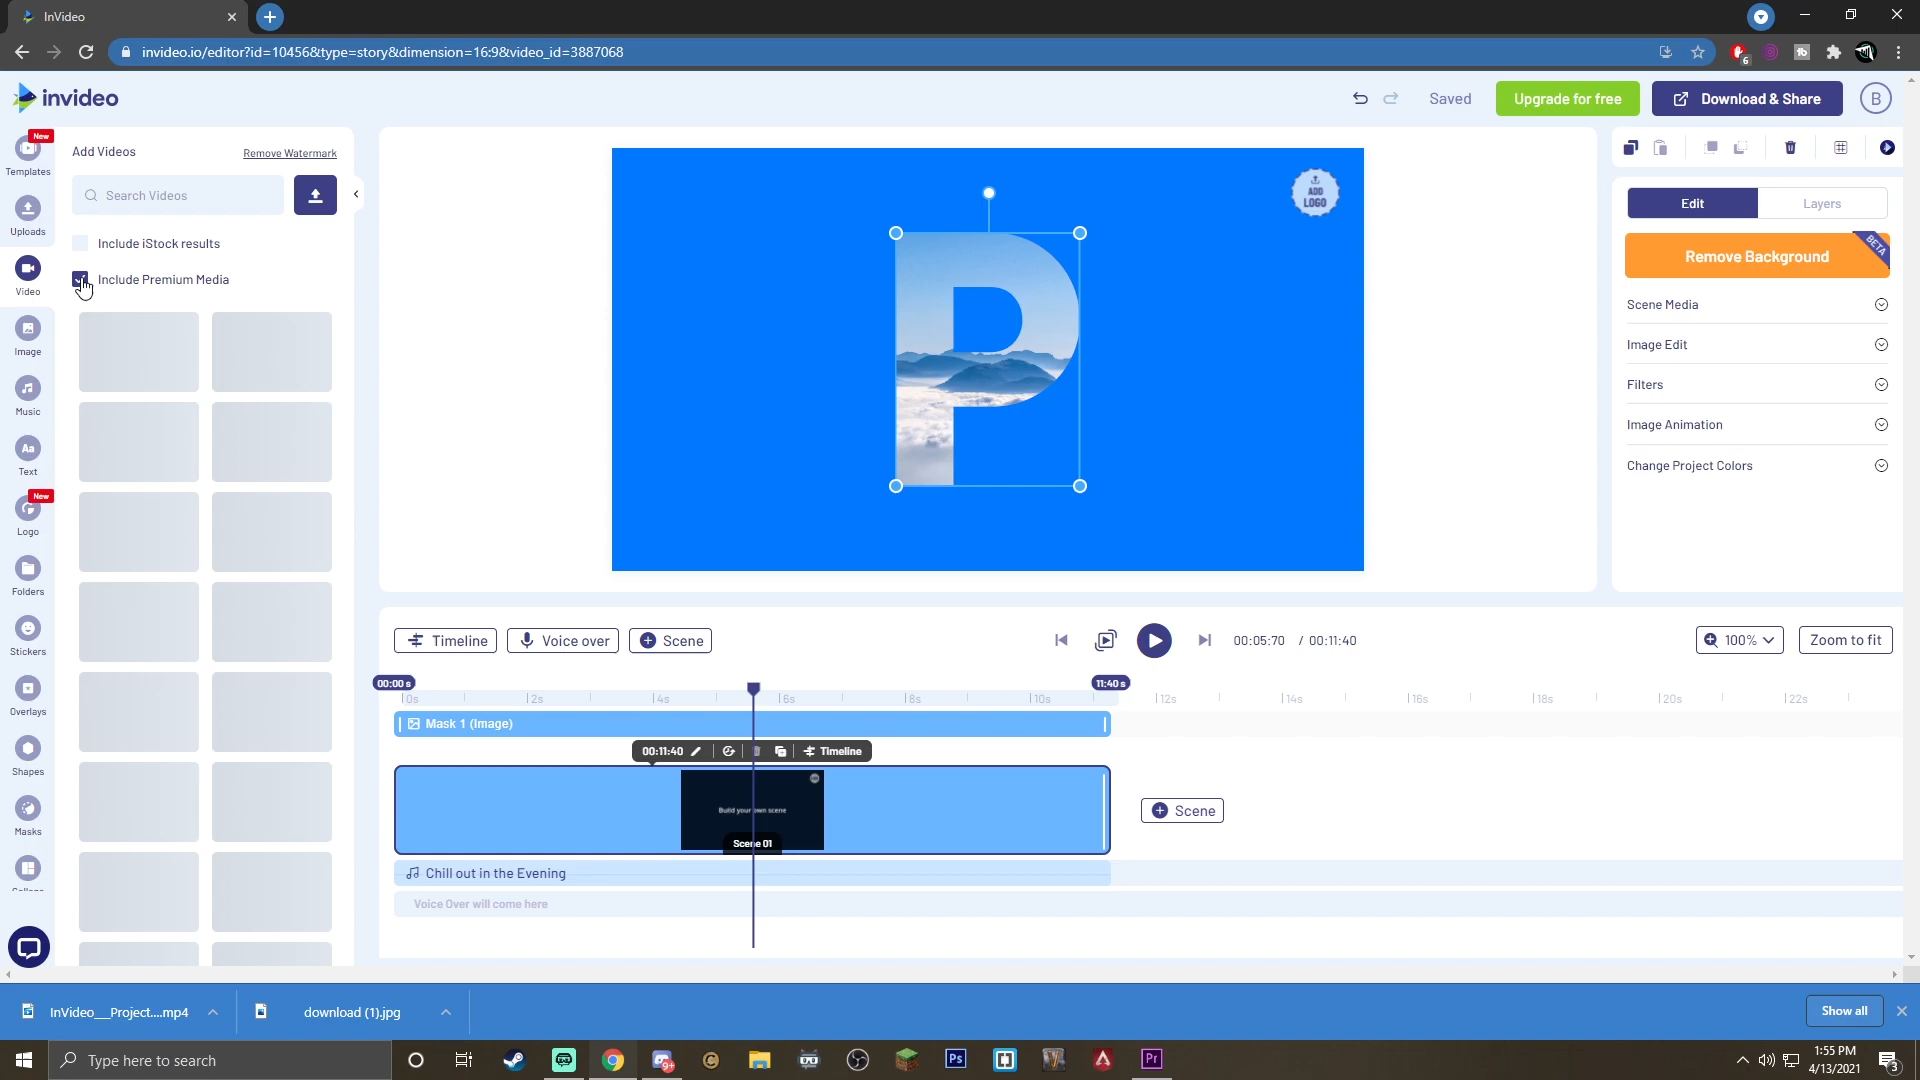 InVideo
invideo.io/editor?id=10456&type=story&dimension=16:9&video_id=3887068
6
invideo
Saved
Upgrade for free
Download & Share
B
New
Templates
Uploads
Video
Image
Music
Aa
Text
New
Logo
Folders
Stickers
Overlays
Shapes
Masks
Add Videos
Remove Watermark
Search Videos
Include iStock results
Include Premium Media
P
ADD
LOGO
Edit
Layers
Remove Background
BETA
Scene Media
Image Edit
Filters
Image Animation
Change Project Colors
Timeline
Voice over
Scene
00:05:70 / 00:11:40
100%
Zoom to fit
00:00 s
11:40 s
0s 2s 4s 6s 8s 10s 12s 14s 16s 18s 20s 22s
Mask 1 (Image)
00:11:40
Timeline
Build your own scene
Scene 01
Scene
Chill out in the Evening
Voice Over will come here
InVideo__Project....mp4
download (1).jpg
Show all
Type here to search
9+
Ps
Pr
1:55 PM
4/13/2021
3